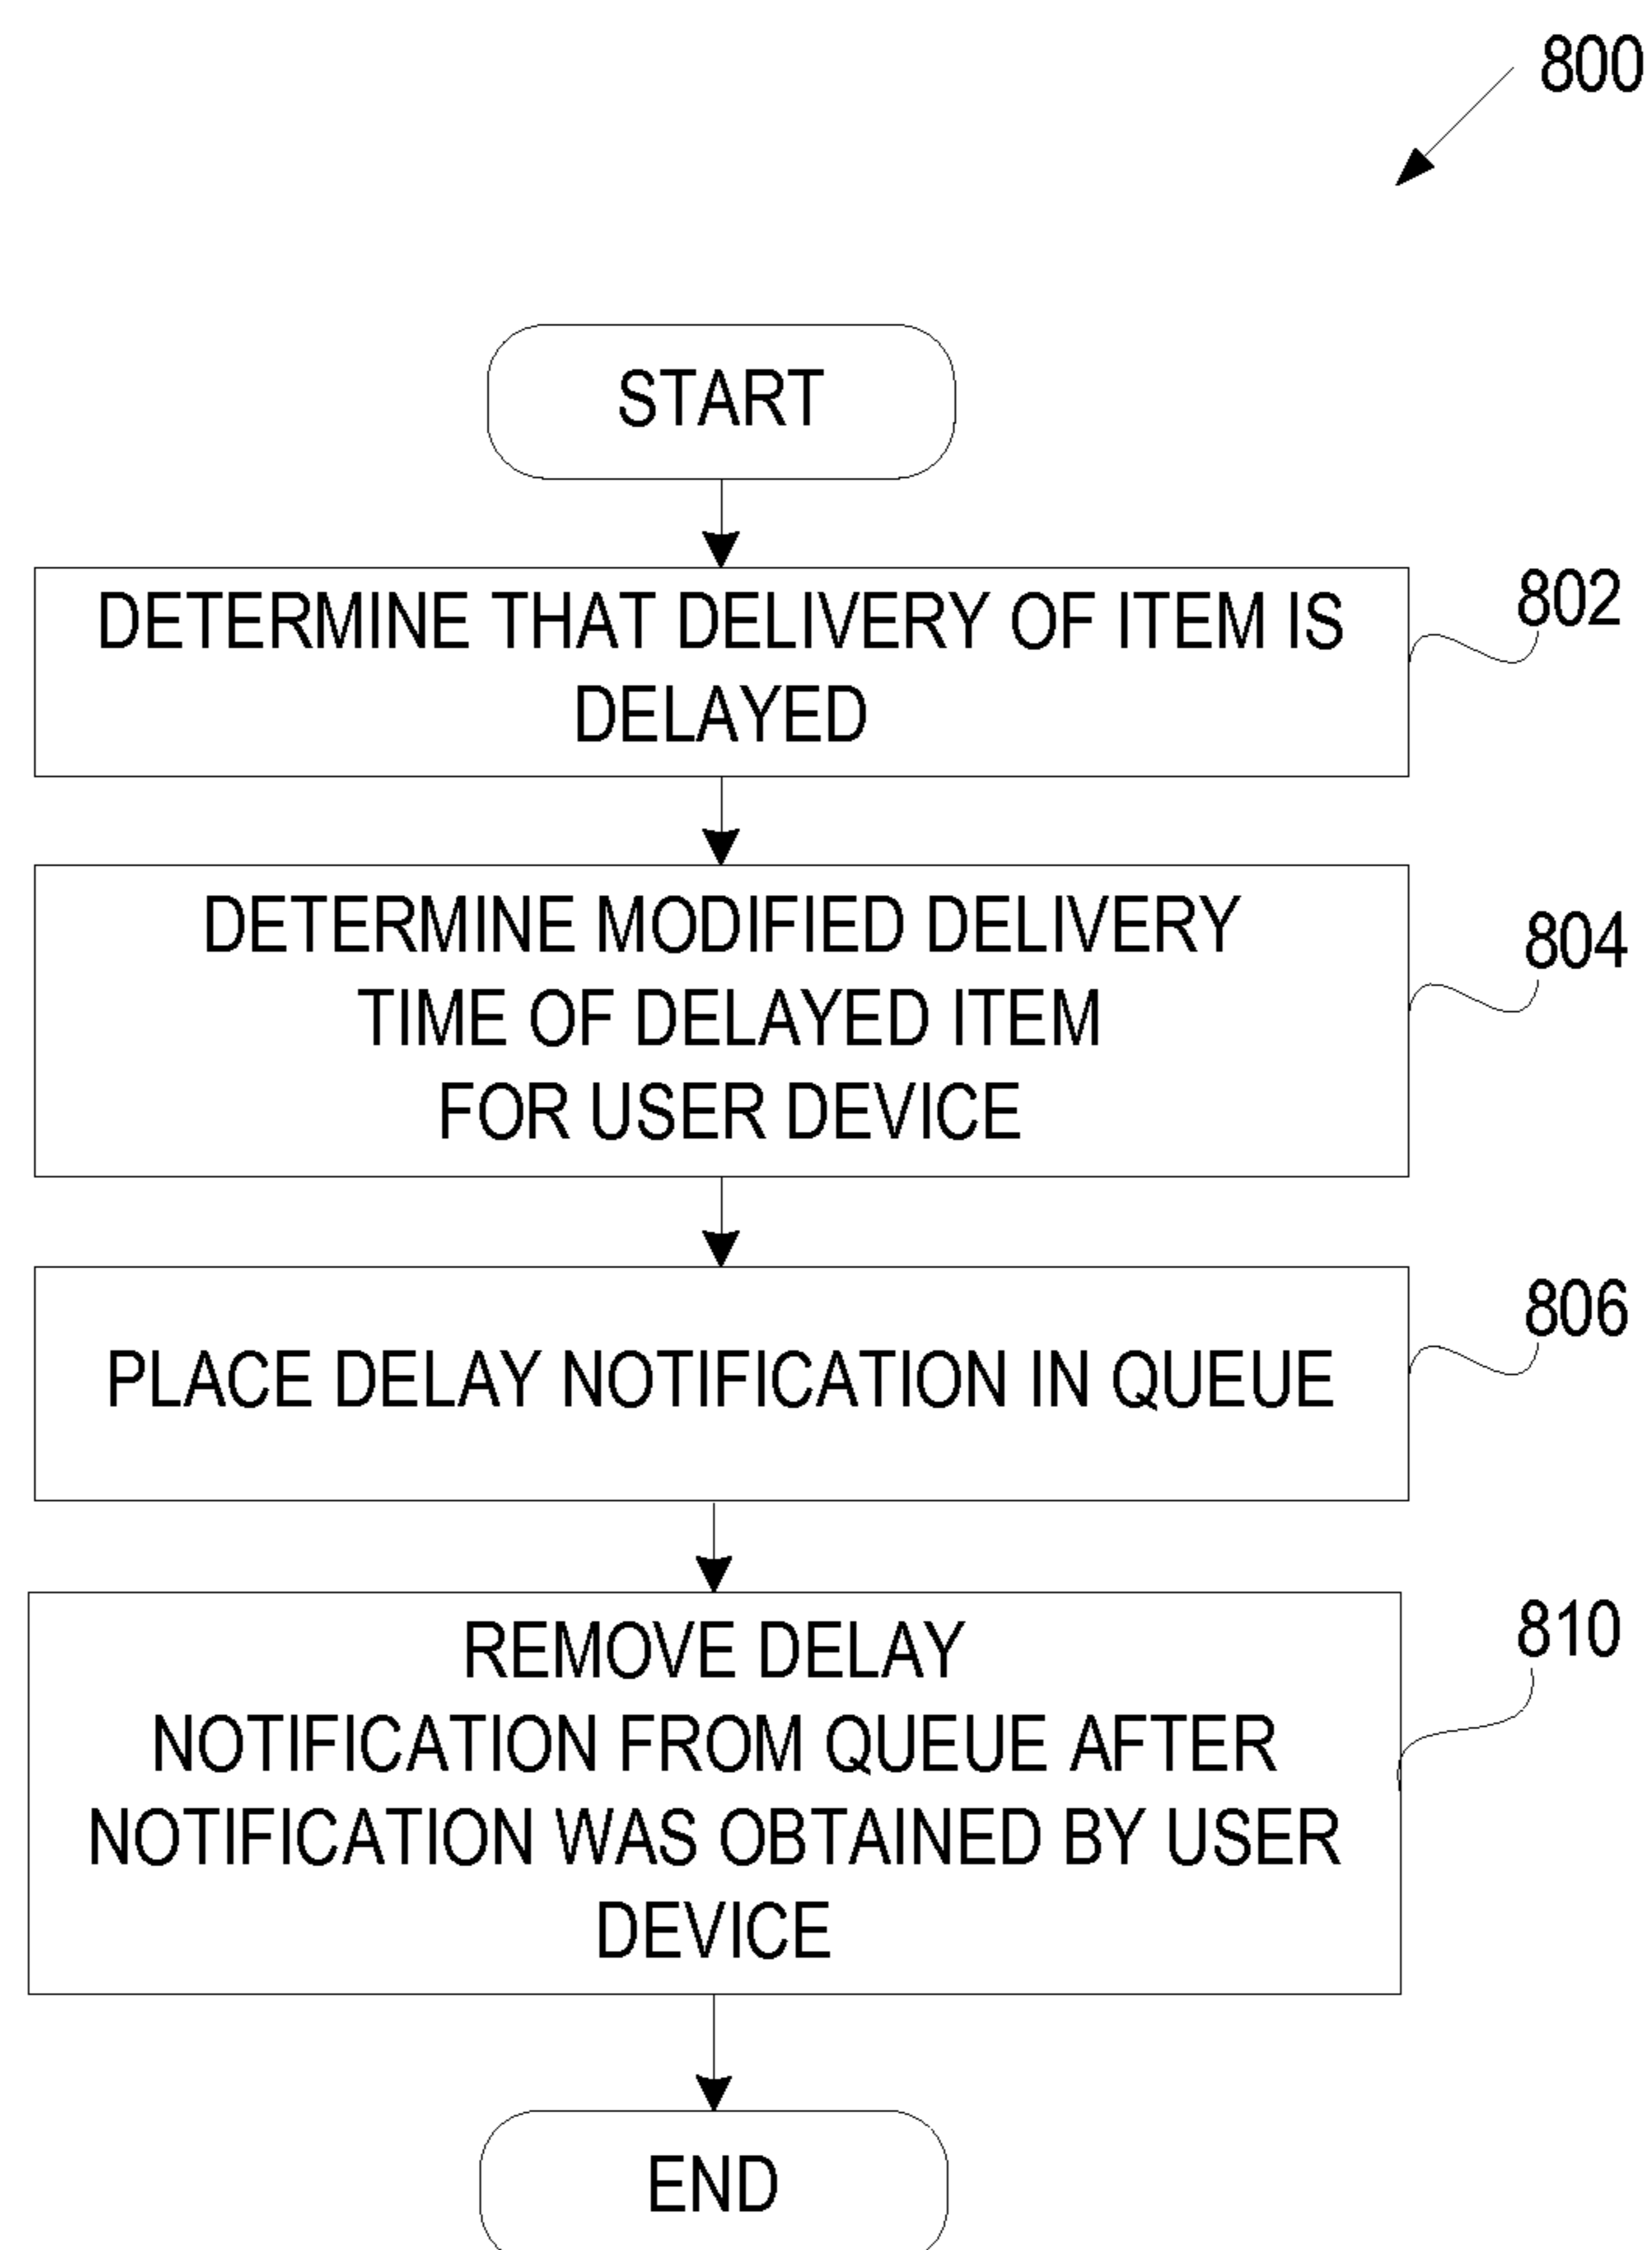 800
START
DETERMINE THAT DELIVERY OF ITEM IS
DELAYED
802
DETERMINE MODIFIED DELIVERY
TIME OF DELAYED ITEM
FOR USER DEVICE
804
PLACE DELAY NOTIFICATION IN QUEUE
806
REMOVE DELAY
NOTIFICATION FROM QUEUE AFTER
NOTIFICATION WAS OBTAINED BY USER
DEVICE
810
END